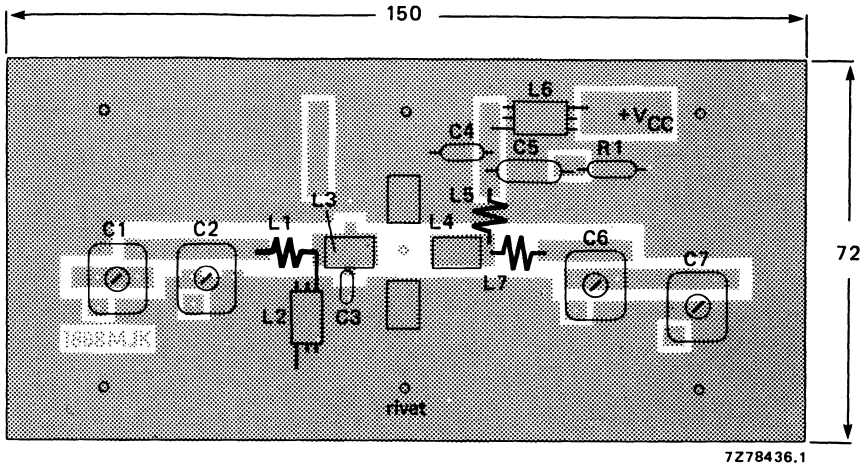 150
L6
+VCC
C4
C5
R1
L5
L3
C1
C2
L1
L4
C6
C7
72
L7
L2
C3
1868MJK
rivet
7Z78436.1